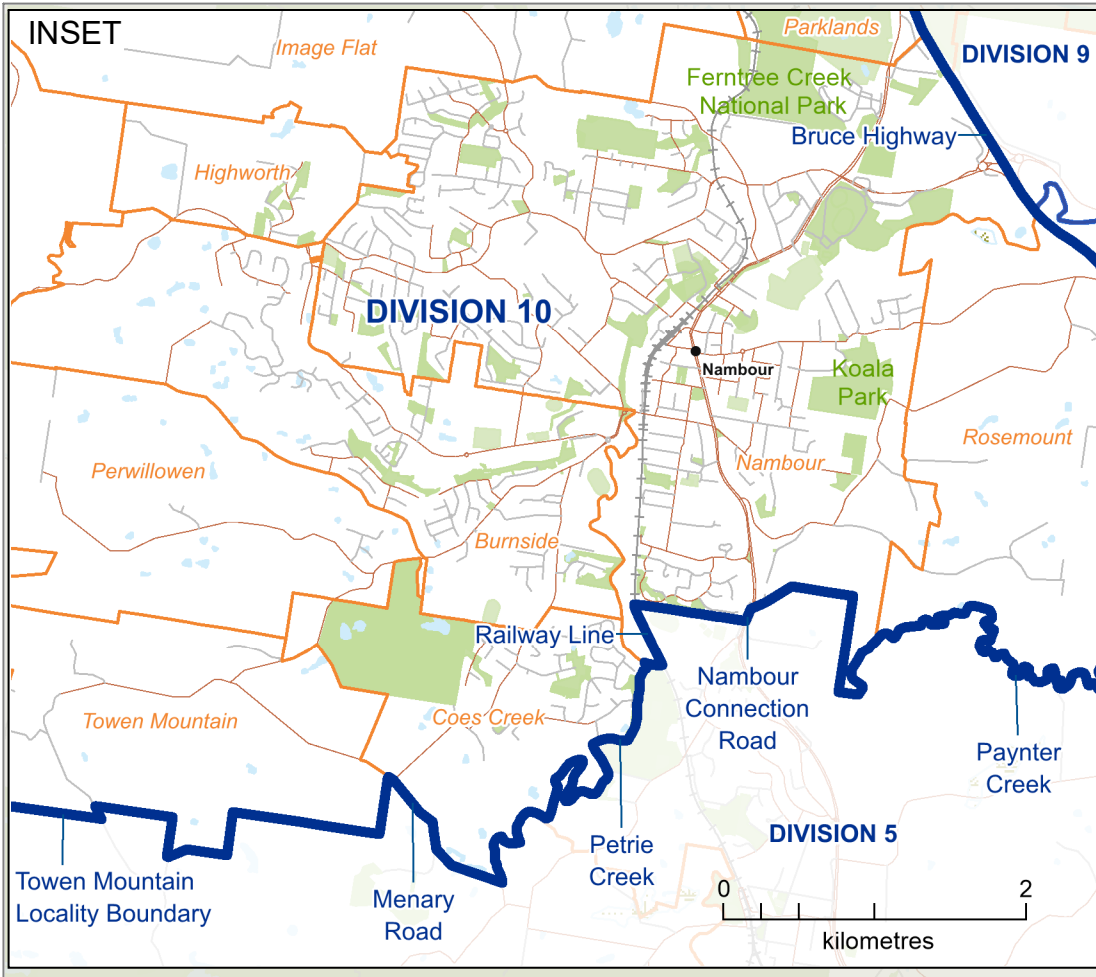 INSET
Image Flat
Parklands
DIVISION 9
Ferntree Creek
National Park
Bruce Highway
Highworth
DIVISION 10
Nambour
Koala
Park
Rosemount
Perwillowen
Nambour
Burnside
Railway Line
Nambour
Connection
Road
Towen Mountain
Coes Creek
Paynter
Creek
Petrie
Creek
DIVISION 5
Towen Mountain
Locality Boundary
Menary
Road
0 2
kilometres